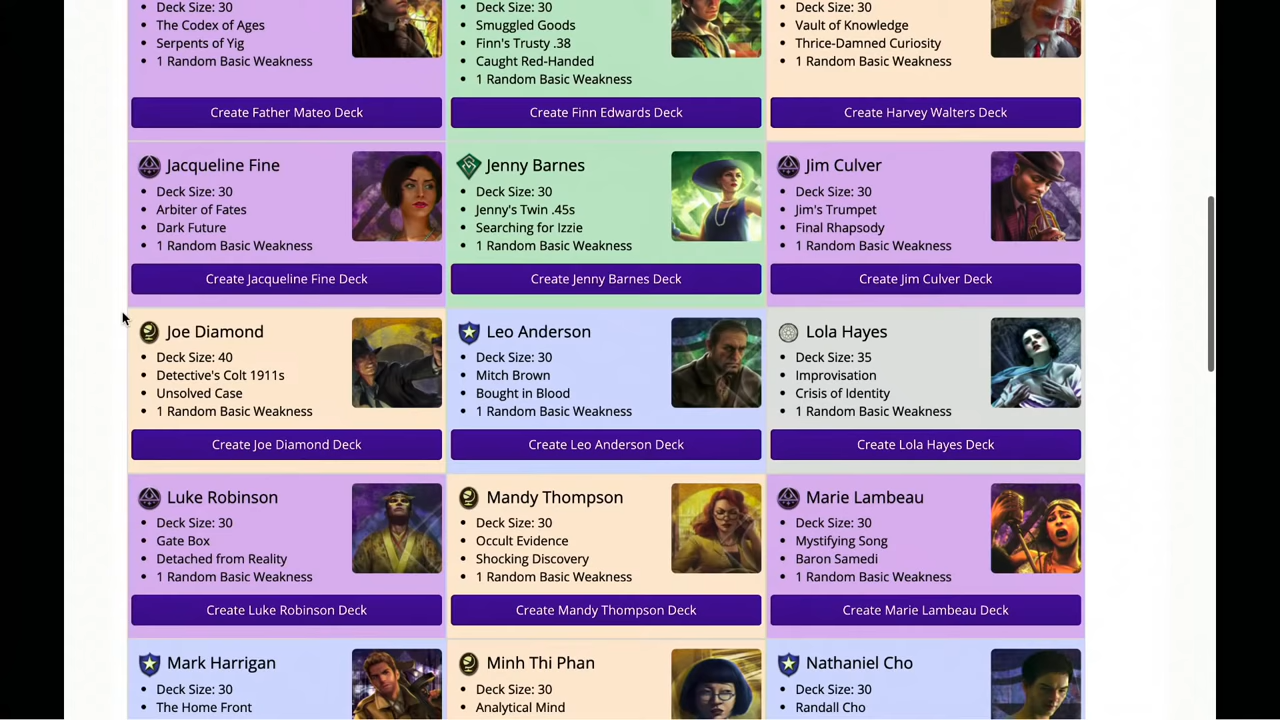 Deck Size: 30
The Codex of Ages
Serpents of Yig
1 Random Basic Weakness
Create Father Mateo Deck
Deck Size: 30
Smuggled Goods
Finn's Trusty .38
Caught Red-Handed
1 Random Basic Weakness
Create Finn Edwards Deck
Deck Size: 30
Vault of Knowledge
Thrice-Damned Curiosity
1 Random Basic Weakness
Create Harvey Walters Deck
Jacqueline Fine
Deck Size: 30
Arbiter of Fates
Dark Future
1 Random Basic Weakness
Create Jacqueline Fine Deck
Jenny Barnes
Deck Size: 30
Jenny's Twin .45s
Searching for Izzie
1 Random Basic Weakness
Create Jenny Barnes Deck
Jim Culver
Deck Size: 30
Jim's Trumpet
Final Rhapsody
1 Random Basic Weakness
Create Jim Culver Deck
Joe Diamond
Deck Size: 40
Detective's Colt 1911s
Unsolved Case
1 Random Basic Weakness
Create Joe Diamond Deck
Leo Anderson
Deck Size: 30
Mitch Brown
Bought in Blood
1 Random Basic Weakness
Create Leo Anderson Deck
Lola Hayes
Deck Size: 35
Improvisation
Crisis of Identity
1 Random Basic Weakness
Create Lola Hayes Deck
Luke Robinson
Deck Size: 30
Gate Box
Detached from Reality
1 Random Basic Weakness
Create Luke Robinson Deck
Mandy Thompson
Deck Size: 30
Occult Evidence
Shocking Discovery
1 Random Basic Weakness
Create Mandy Thompson Deck
Marie Lambeau
Deck Size: 30
Mystifying Song
Baron Samedi
1 Random Basic Weakness
Create Marie Lambeau Deck
Mark Harrigan
Deck Size: 30
The Home Front
Minh Thi Phan
Deck Size: 30
Analytical Mind
Nathaniel Cho
Deck Size: 30
Randall Cho